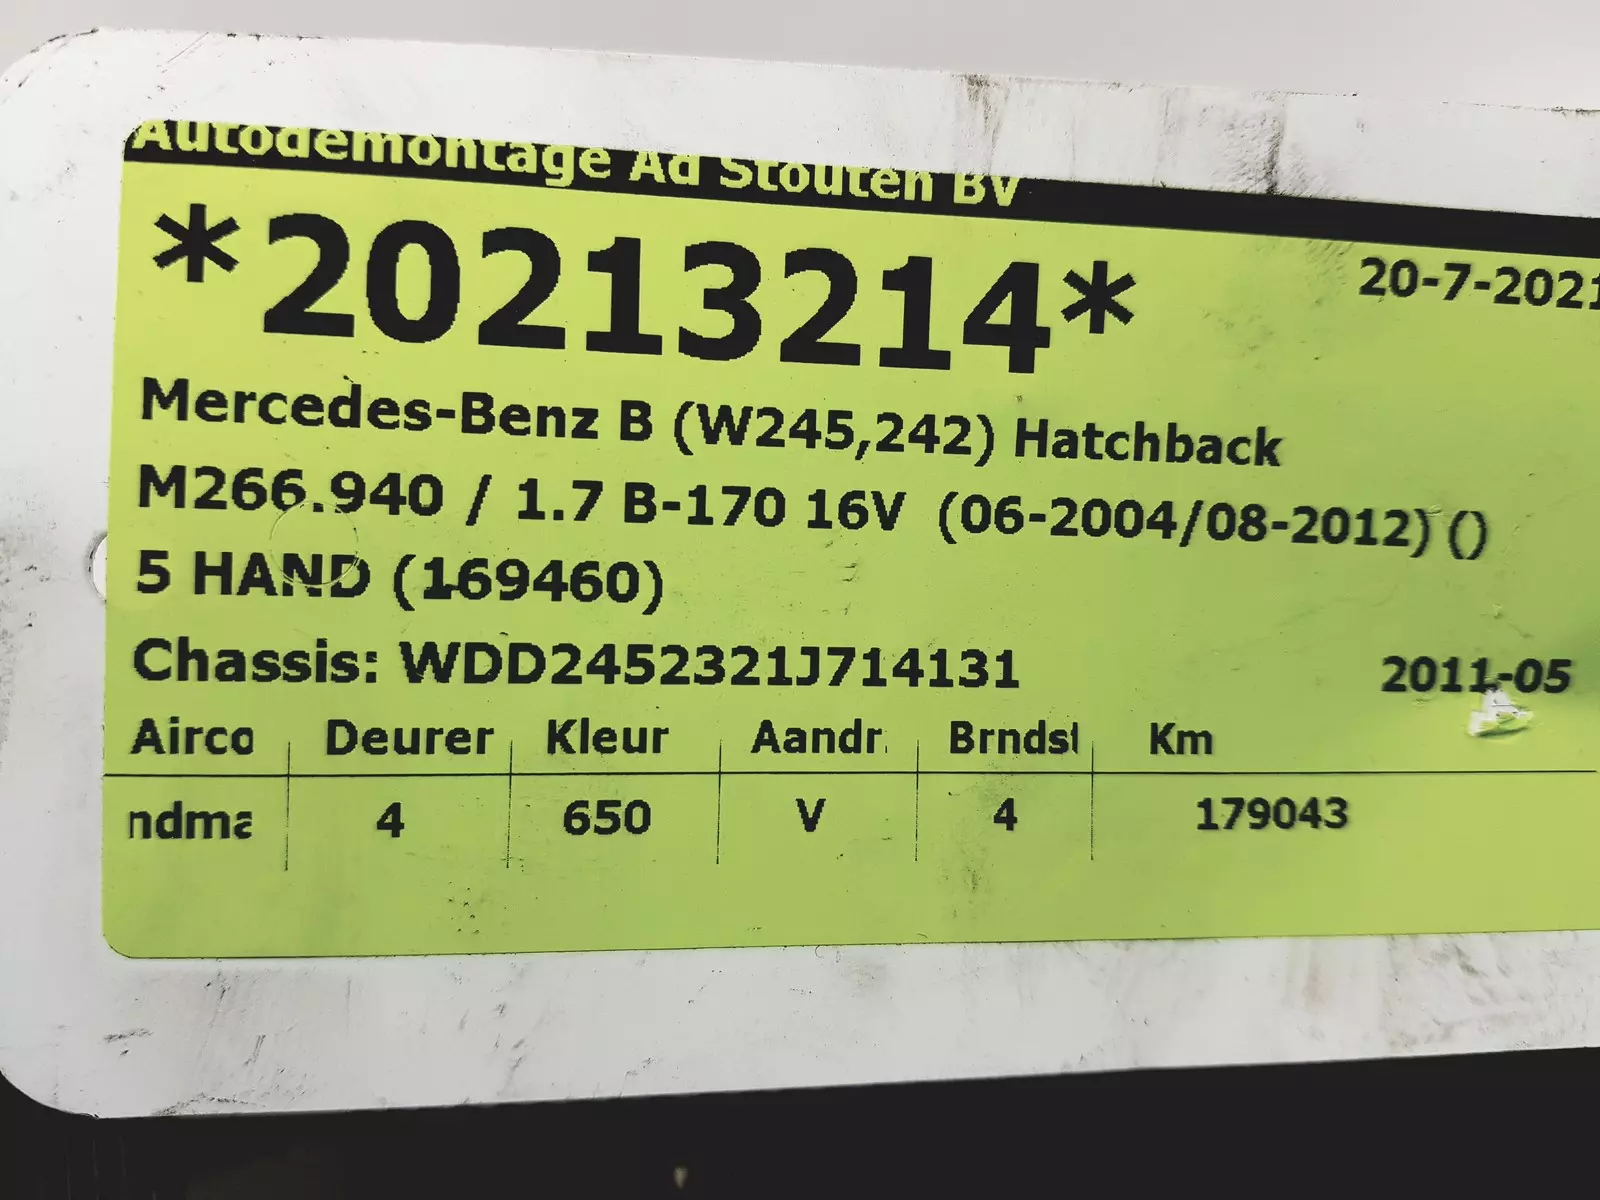 Autodemontage Ad Stouten BV
*20213214* 20-7-2021
Mercedes-Benz B (W245,242) Hatchback
M266.940 / 1.7 B-170 16V (06-2004/08-2012) ()
5 HAND (169460)
Chassis: WDD2452321J714131 2011-05
Airco Deurer Kleur Aandr. Brndst Km
ndma 4 650 V 4 179043